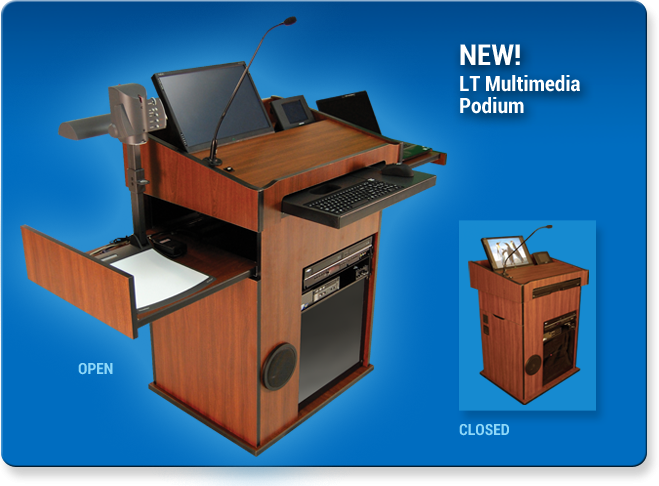 NEW!
LT Multimedia
Podium
OPEN
CLOSED